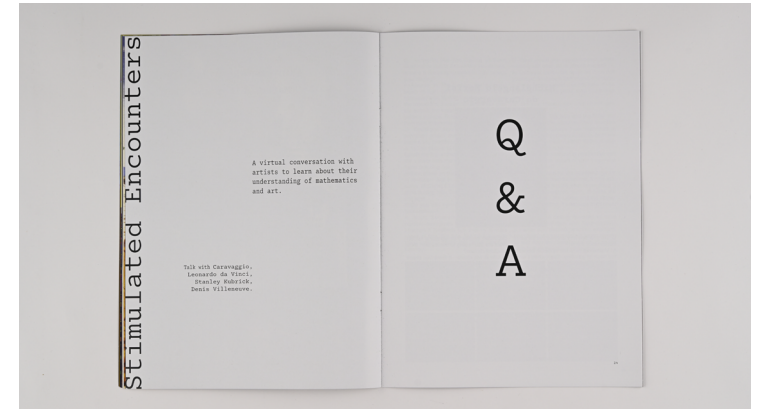 Stimulated Encounters
A virtual conversation with
artists to learn about their
understanding of mathematics
and art.
Talk with Caravaggio,
Leonardo da Vinci,
Stanley Kubrick,
Denis Villeneuve.
Q
&
A